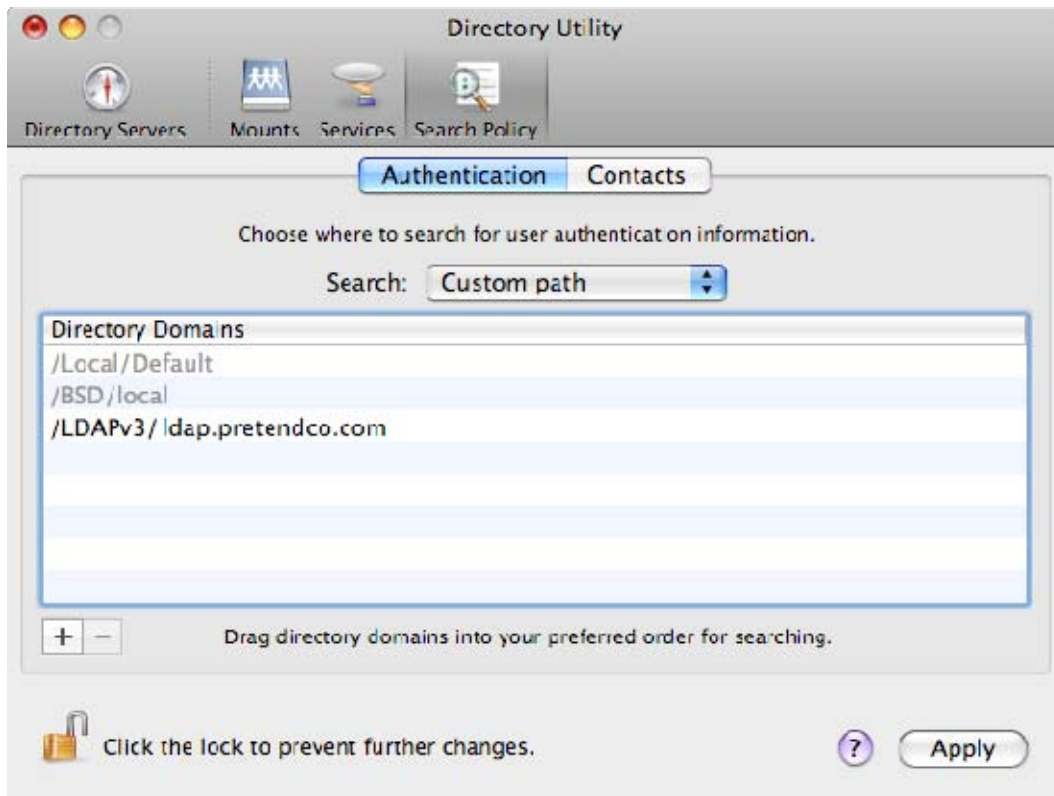 Directory Utility
Directory Servers Mounts Services Search Policy
Authentication Contacts
Choose where to search for user authentication information.
Search: Custom path
Directory Domains
/Local/Default
/BSD/local
/LDAPv3/ ldap.pretendco.com
+ −
Drag directory domains into your preferred order for searching.
Click the lock to prevent further changes.
? Apply